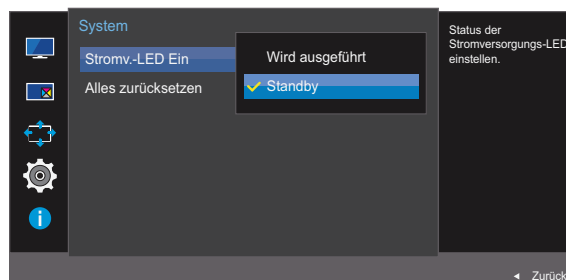 System
Stromv.-LED Ein
Alles zurücksetzen
Wird ausgeführt
Standby
Status der
Stromversorgungs-LED
einstellen.
Zurück